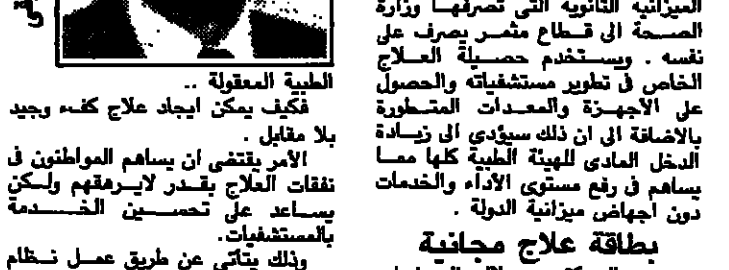 الميزانية الثانوية التى تصرفها وزارة
الصحة الى قطاع مثمر يصرف على
نفسه . ويستخدم حصيلة العلاج
الخاص فى تطوير مستشفياته والحصول
على الأجهزة والمعدات المتطورة
بالاضافة الى ان ذلك سيؤدي الى زيادة
الدخل المادى للهيئة الطبية كلها مما
يساهم فى رفع مستوى الأداء والخدمات
دون اجهاض ميزانية الدولة .
بطاقة علاج مجانية
الطبية المعقولة ..
فكيف يمكن ايجاد علاج كفء وجيد
بلا مقابل .
الأمر يقتضى ان يساهم المواطنون فى
نفقات العلاج بقدر لايرهقهم ولكن
يساعد على تحسين الخدمة
بالمستشفيات .
وذلك يتأتى عن طريق عمل نظام